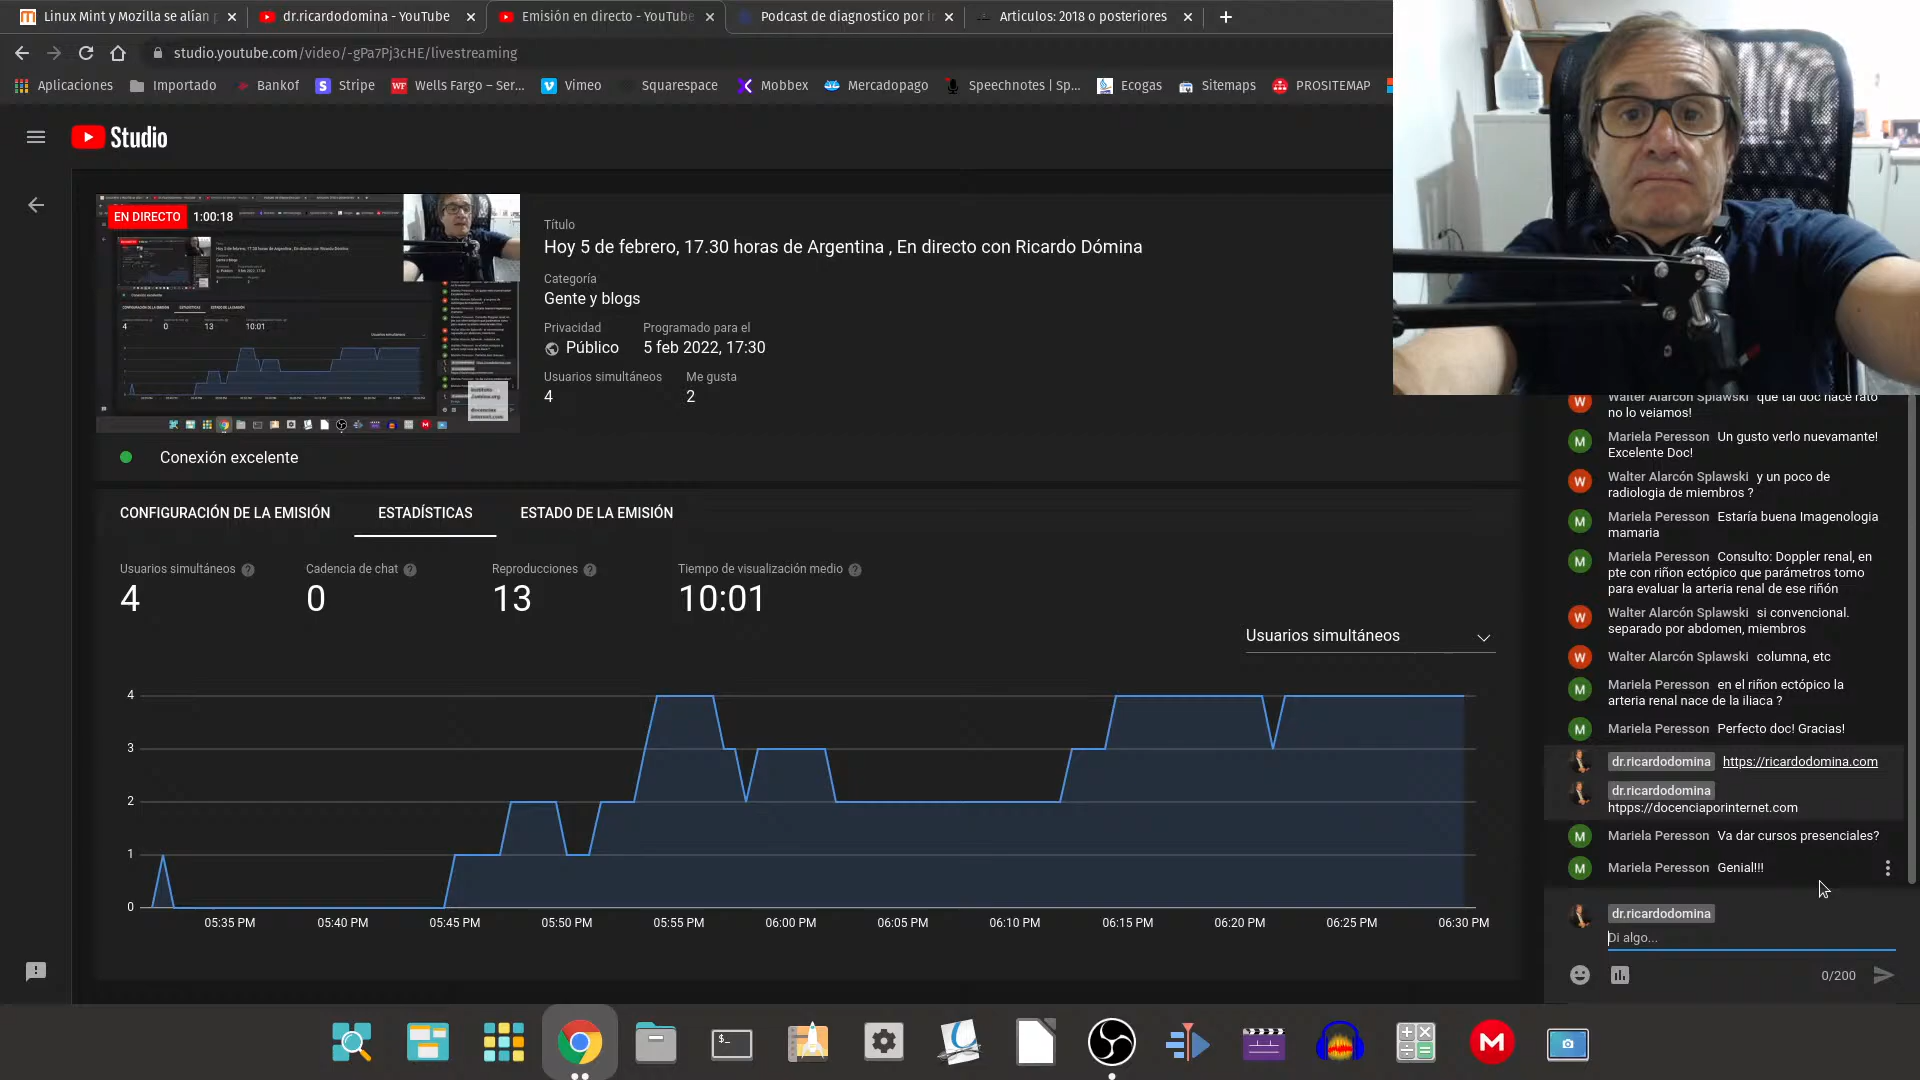 Linux Mint y Mozilla se alían
dr.ricardodomina - YouTube
Emisión en directo - YouTube
Podcast de diagnostico por i
Articulos: 2018 o posteriores
studio.youtube.com/video/-gPa7Pj3cHE/livestreaming
Aplicaciones
Importado
Bankof
Stripe
Wells Fargo – Ser...
Vimeo
Squarespace
Mobbex
Mercadopago
Speechnotes | Sp...
Ecogas
Sitemaps
PROSITEMAP
Studio
EN DIRECTO 1:00:18
Título
Hoy 5 de febrero, 17.30 horas de Argentina , En directo con Ricardo Dómina
Categoría
Gente y blogs
Privacidad
Público
Programado para el
5 feb 2022, 17:30
Usuarios simultáneos
4
Me gusta
2
Conexión excelente
CONFIGURACIÓN DE LA EMISIÓN
ESTADÍSTICAS
ESTADO DE LA EMISIÓN
Usuarios simultáneos
4
Cadencia de chat
0
Reproducciones
13
Tiempo de visualización medio
10:01
Usuarios simultáneos
4
3
2
1
0
05:35 PM
05:40 PM
05:45 PM
05:50 PM
05:55 PM
06:00 PM
06:05 PM
06:10 PM
06:15 PM
06:20 PM
06:25 PM
06:30 PM
Walter Alarcón Splawski que tal doc hace rato
no lo veiamos!
Mariela Peresson Un gusto verlo nuevamante!
Excelente Doc!
Walter Alarcón Splawski y un poco de
radiologia de miembros ?
Mariela Peresson Estaría buena Imagenologia
mamaria
Mariela Peresson Consulto: Doppler renal, en
pte con riñon ectópico que parámetros tomo
para evaluar la arteria renal de ese riñón
Walter Alarcón Splawski si convencional.
separado por abdomen, miembros
Walter Alarcón Splawski columna, etc
Mariela Peresson en el riñon ectópico la
arteria renal nace de la iliaca ?
Mariela Peresson Perfecto doc! Gracias!
dr.ricardodomina https://ricardodomina.com
dr.ricardodomina
htpps://docenciaporinternet.com
Mariela Peresson Va dar cursos presenciales?
Mariela Peresson Genial!!!
dr.ricardodomina
Di algo...
0/200